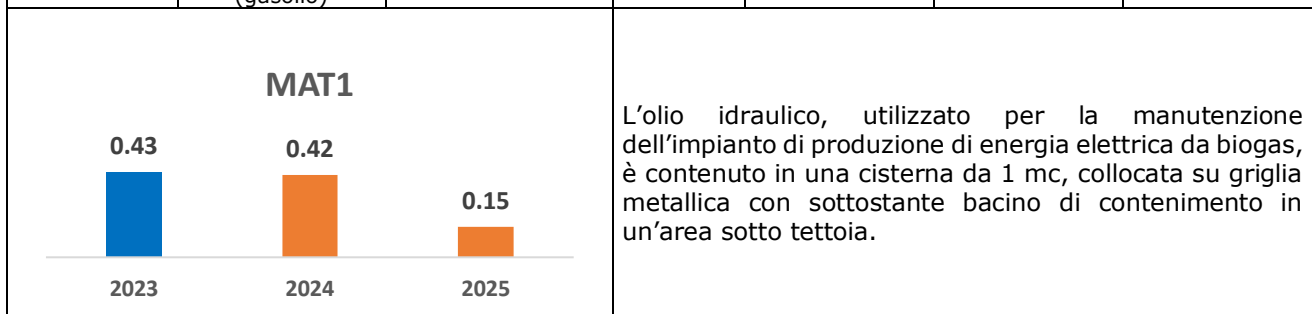 (gasolio)
MAT1
0.43
0.42
0.15
2023
2024
2025
L’olio idraulico, utilizzato per la manutenzione
dell’impianto di produzione di energia elettrica da biogas,
è contenuto in una cisterna da 1 mc, collocata su griglia
metallica con sottostante bacino di contenimento in
un’area sotto tettoia.